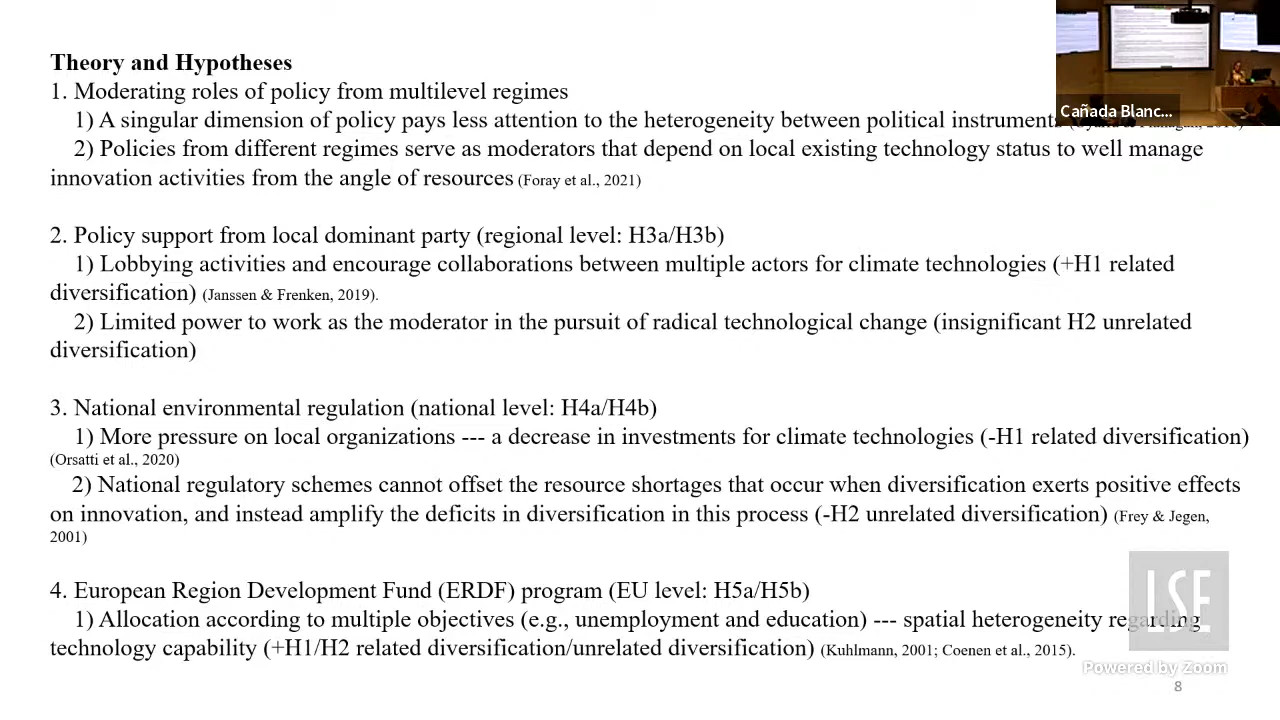 Theory and Hypotheses
1. Moderating roles of policy from multilevel regimes
1) A singular dimension of policy pays less attention to the heterogeneity between political instruments
2) Policies from different regimes serve as moderators that depend on local existing technology status to well manage
innovation activities from the angle of resources (Foray et al., 2021)
2. Policy support from local dominant party (regional level: H3a/H3b)
1) Lobbying activities and encourage collaborations between multiple actors for climate technologies (+H1 related
diversification) (Janssen & Frenken, 2019).
2) Limited power to work as the moderator in the pursuit of radical technological change (insignificant H2 unrelated
diversification)
3. National environmental regulation (national level: H4a/H4b)
1) More pressure on local organizations --- a decrease in investments for climate technologies (-H1 related diversification)
(Orsatti et al., 2020)
2) National regulatory schemes cannot offset the resource shortages that occur when diversification exerts positive effects
on innovation, and instead amplify the deficits in diversification in this process (-H2 unrelated diversification) (Frey & Jegen,
2001)
4. European Region Development Fund (ERDF) program (EU level: H5a/H5b)
1) Allocation according to multiple objectives (e.g., unemployment and education) --- spatial heterogeneity regarding
technology capability (+H1/H2 related diversification/unrelated diversification) (Kuhlmann, 2001; Coenen et al., 2015).
Cañada Blanc...
LSE
Powered by Zoom
8